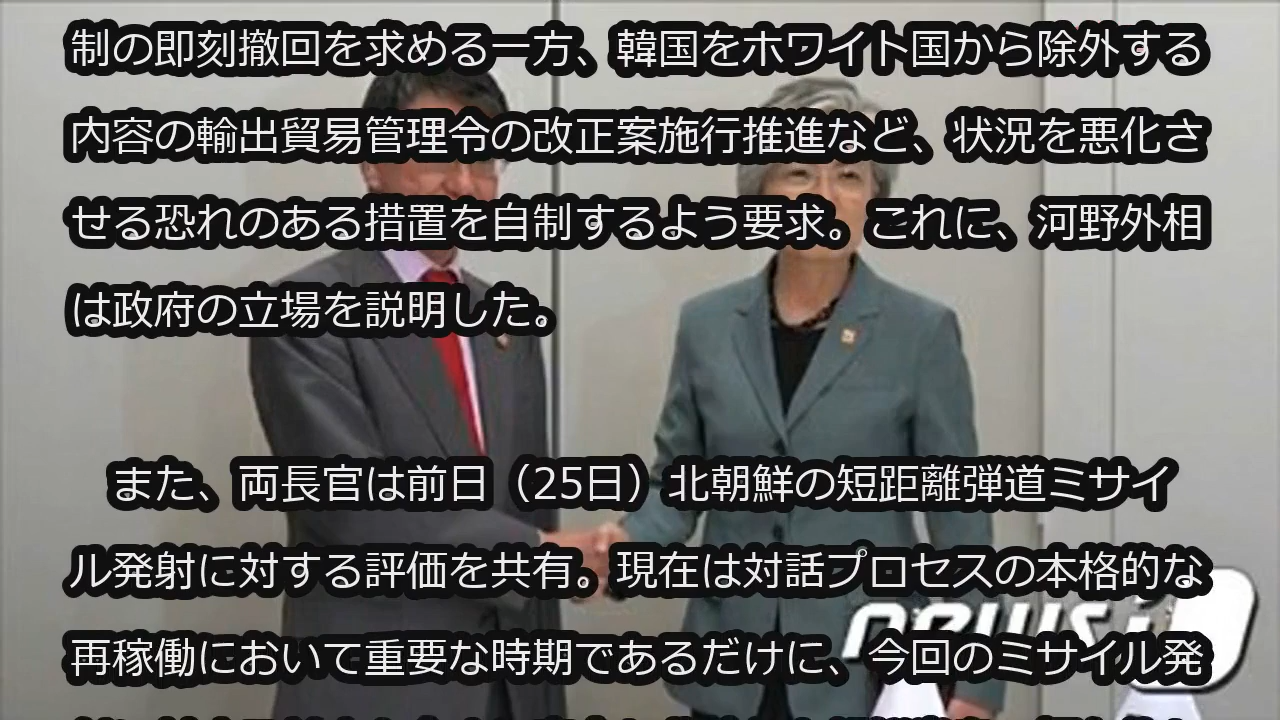 制の即刻撤回を求める一方、韓国をホワイト国から除外する
内容の輸出貿易管理令の改正案施行推進など、状況を悪化さ
せる恐れのある措置を自制するよう要求。これに、河野外相
は政府の立場を説明した。
また、両長官は前日（25日）北朝鮮の短距離弾道ミサイ
ル発射に対する評価を共有。現在は対話プロセスの本格的な
再稼働において重要な時期であるだけに、今回のミサイル発
news1